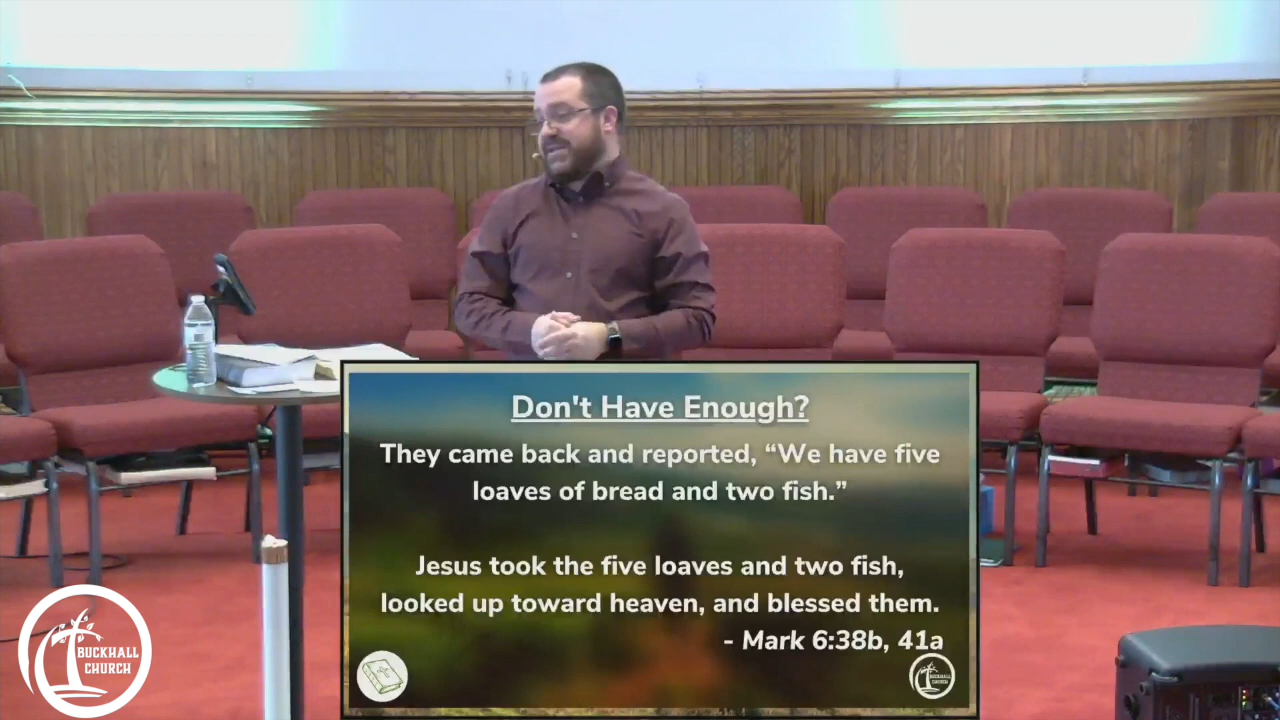 Don't Have Enough?
They came back and reported, “We have five
loaves of bread and two fish.”
Jesus took the five loaves and two fish,
looked up toward heaven, and blessed them.
- Mark 6:38b, 41a
BUCKHALL
CHURCH
BUCKHALL
CHURCH